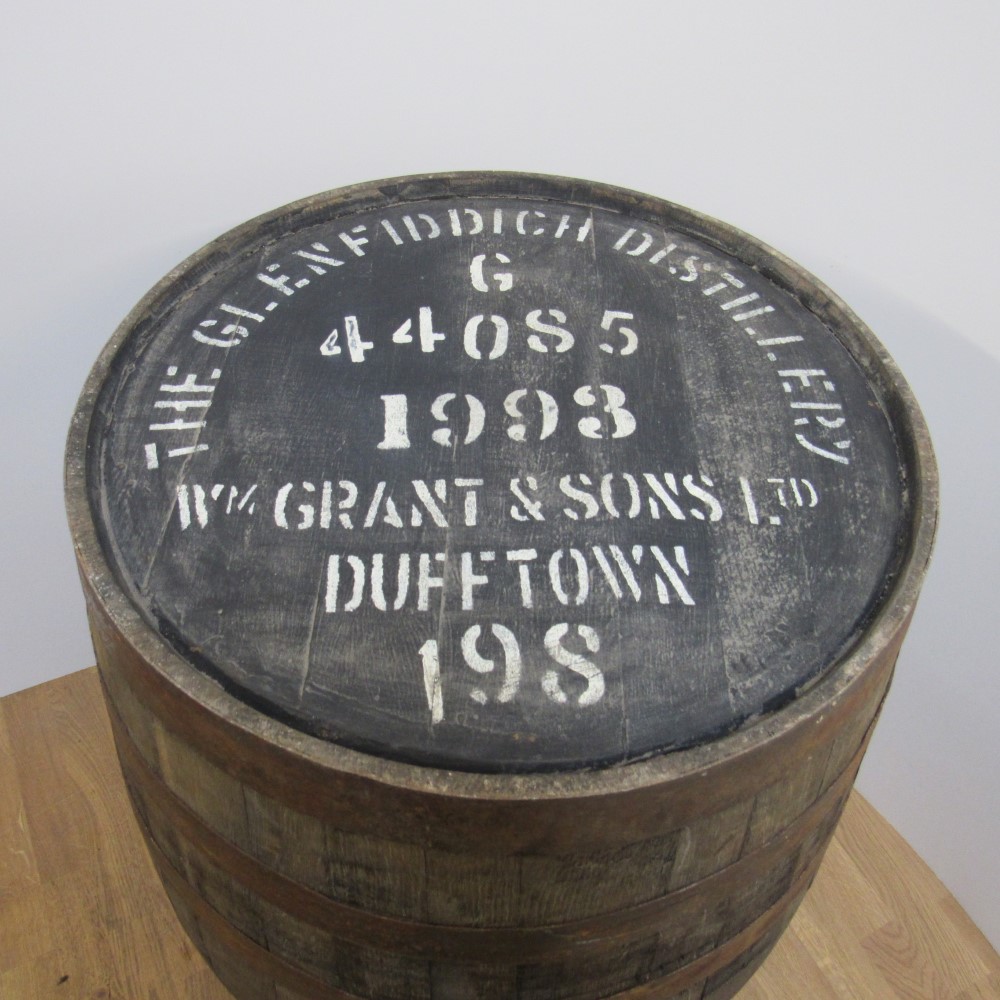 THE GLENFIDDICH DISTILLERY
G
44085
1993
WM GRANT & SONS LTD
DUFFTOWN
198